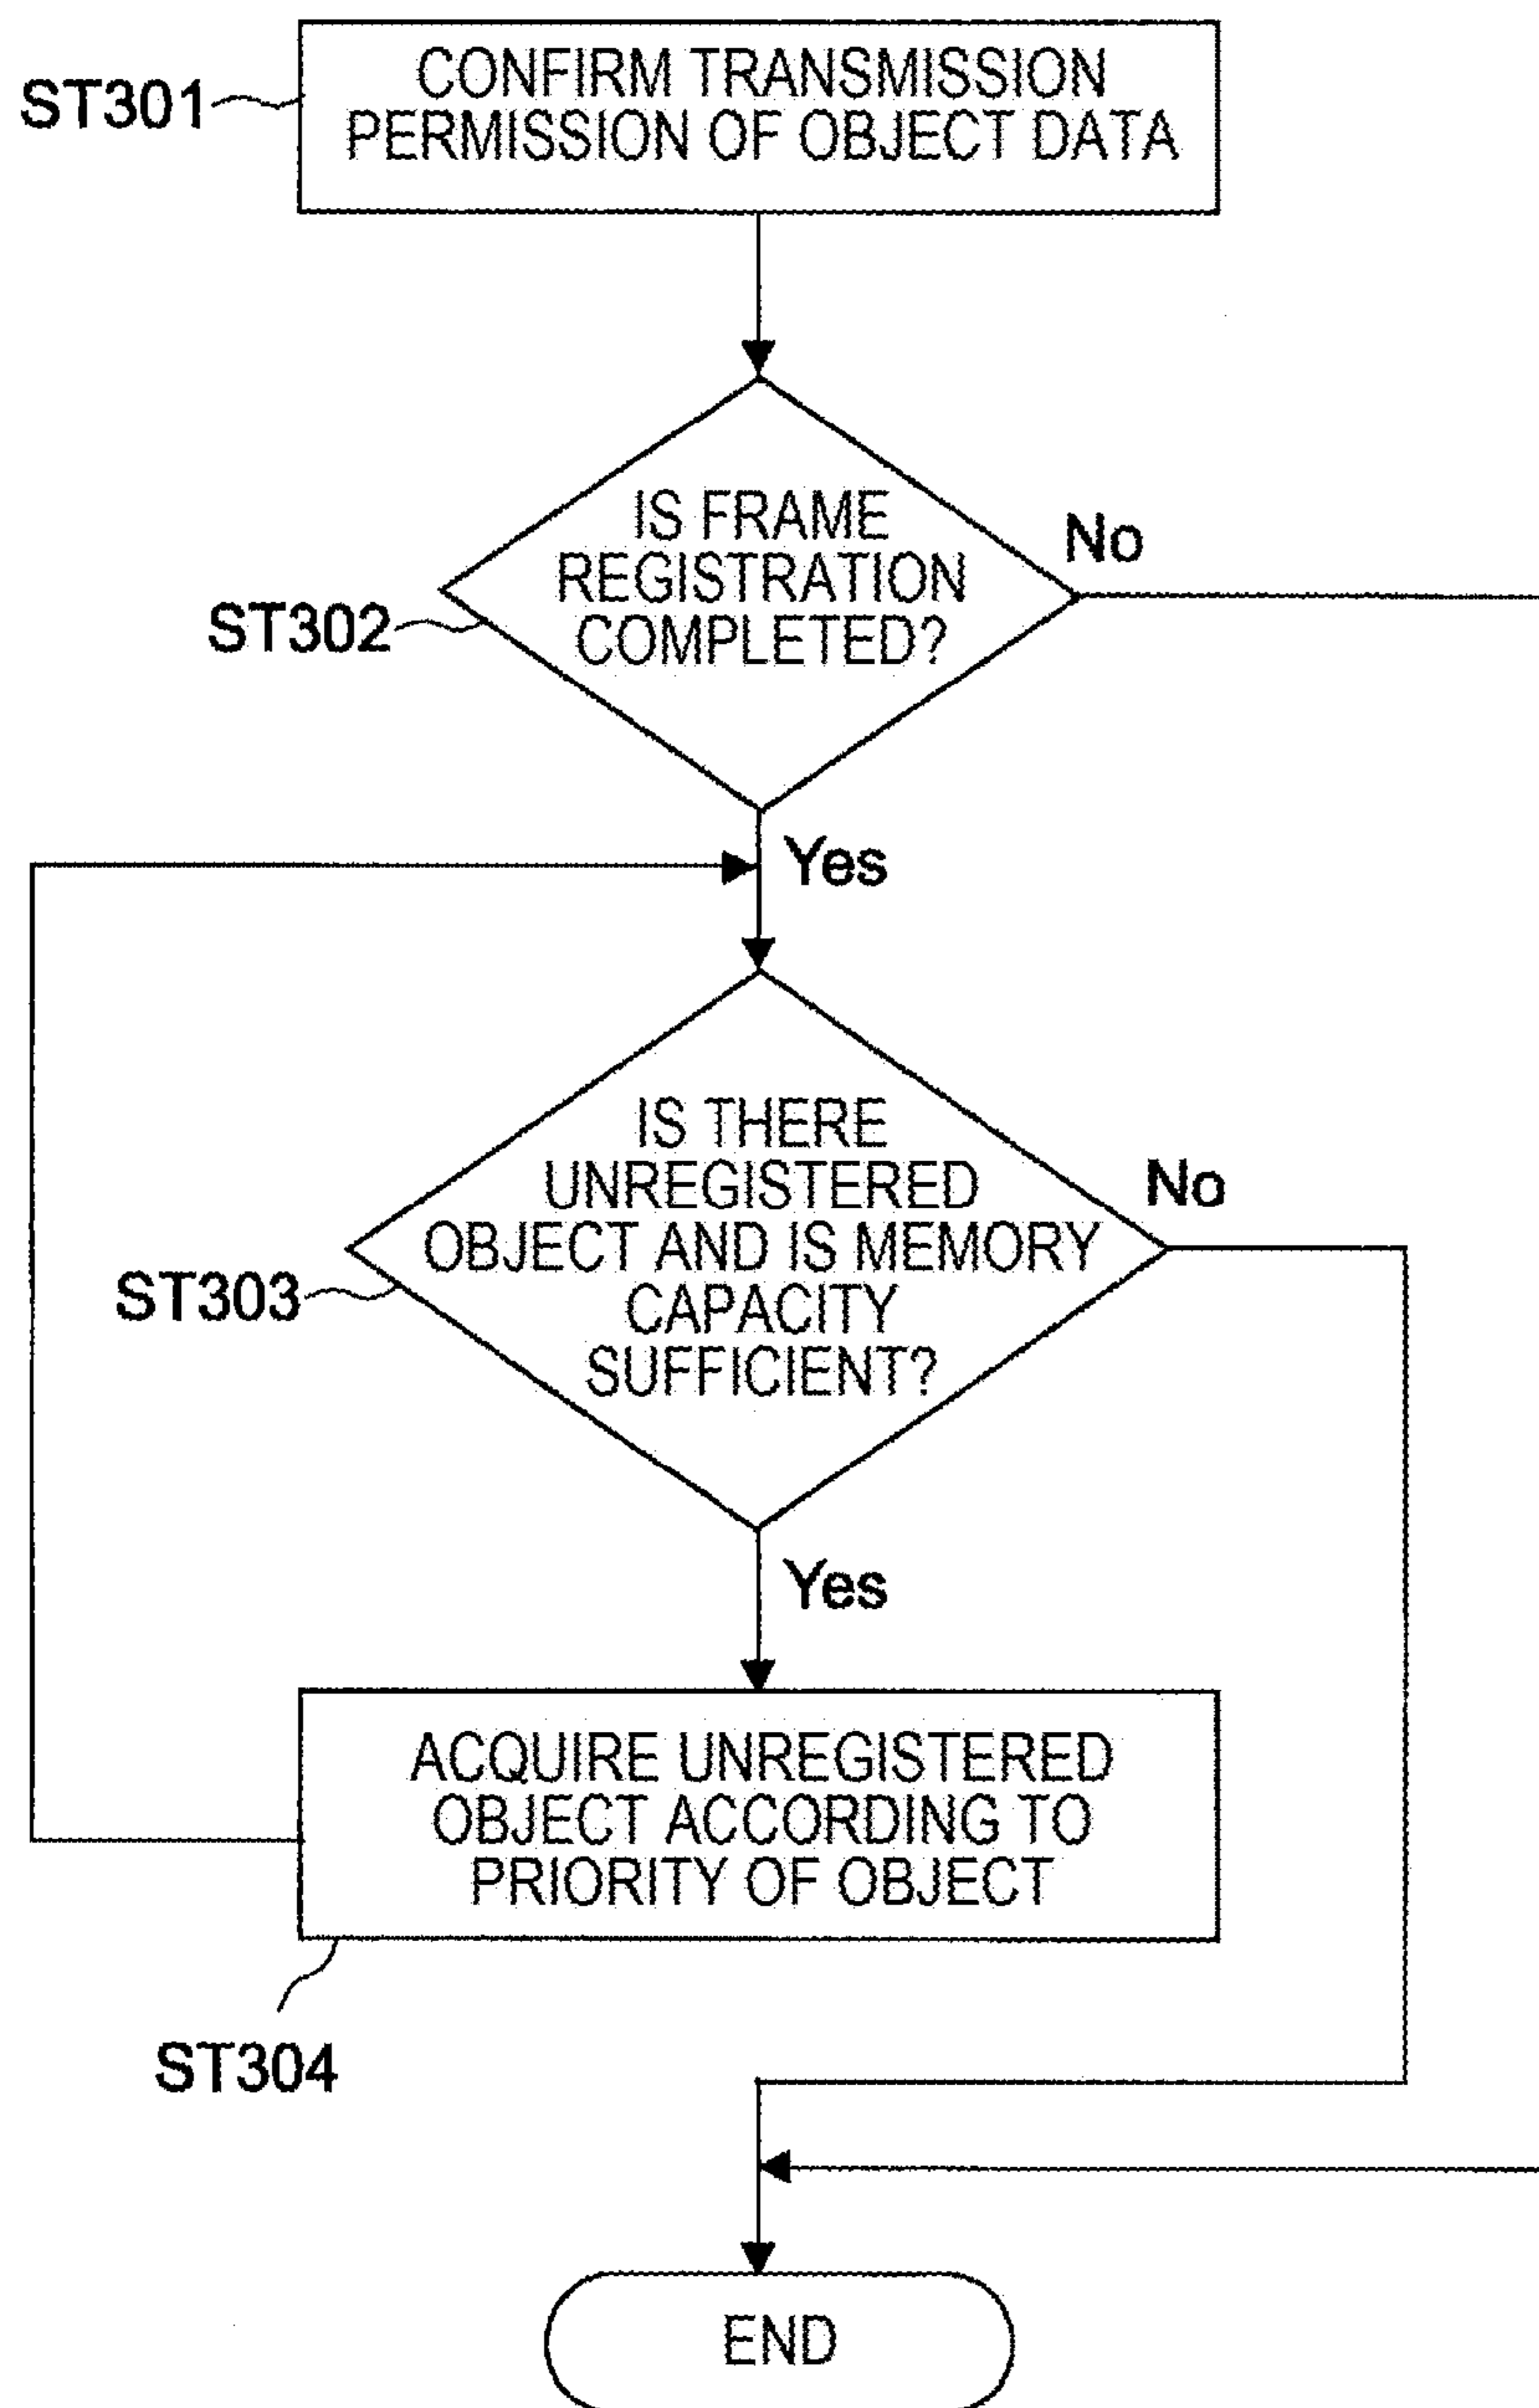 CONFIRM TRANSMISSION
PERMISSION OF OBJECT DATA
ST301
IS FRAME
REGISTRATION
COMPLETED?
No
ST302
Yes
IS THERE
UNREGISTERED
OBJECT AND IS MEMORY
CAPACITY
SUFFICIENT?
No
ST303
Yes
ACQUIRE UNREGISTERED
OBJECT ACCORDING TO
PRIORITY OF OBJECT
ST304
END